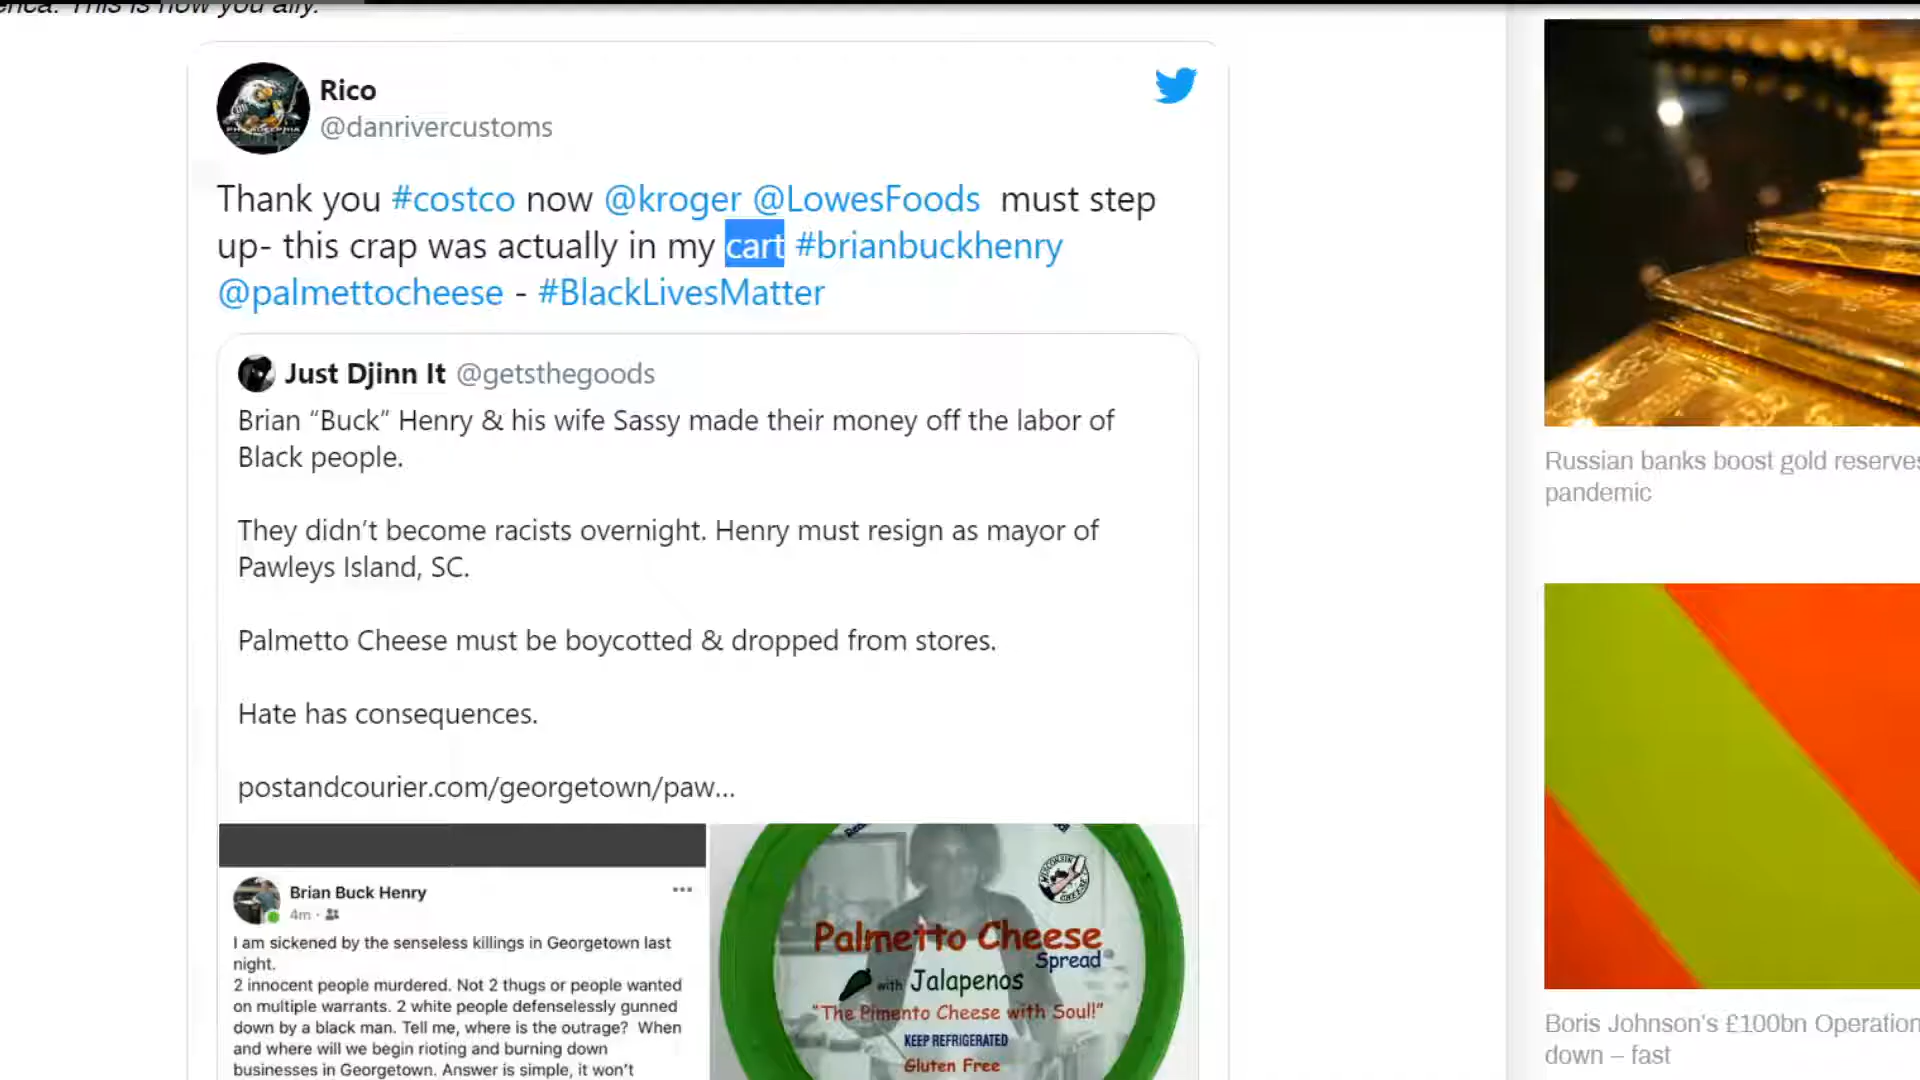 This is how you ally.
Rico
@danrivercustoms
Thank you #costco now @kroger @LowesFoods must step
up- this crap was actually in my cart #brianbuckhenry
@palmettocheese - #BlackLivesMatter
Just Djinn It @getsthegoods
Brian “Buck” Henry & his wife Sassy made their money off the labor of
Black people.
They didn’t become racists overnight. Henry must resign as mayor of
Pawleys Island, SC.
Palmetto Cheese must be boycotted & dropped from stores.
Hate has consequences.
postandcourier.com/georgetown/paw...
Brian Buck Henry
4m ·
I am sickened by the senseless killings in Georgetown last
night.
2 innocent people murdered. Not 2 thugs or people wanted
on multiple warrants. 2 white people defenselessly gunned
down by a black man. Tell me, where is the outrage? When
and where will we begin rioting and burning down
businesses in Georgetown. Answer is simple, it won't
WISCONSIN
CHEESE
Palmetto Cheese
Spread
with Jalapenos
"The Pimento Cheese with Soul!"
KEEP REFRIGERATED
Gluten Free
Russian banks boost gold reserves
pandemic
Boris Johnson's £100bn Operation
down – fast